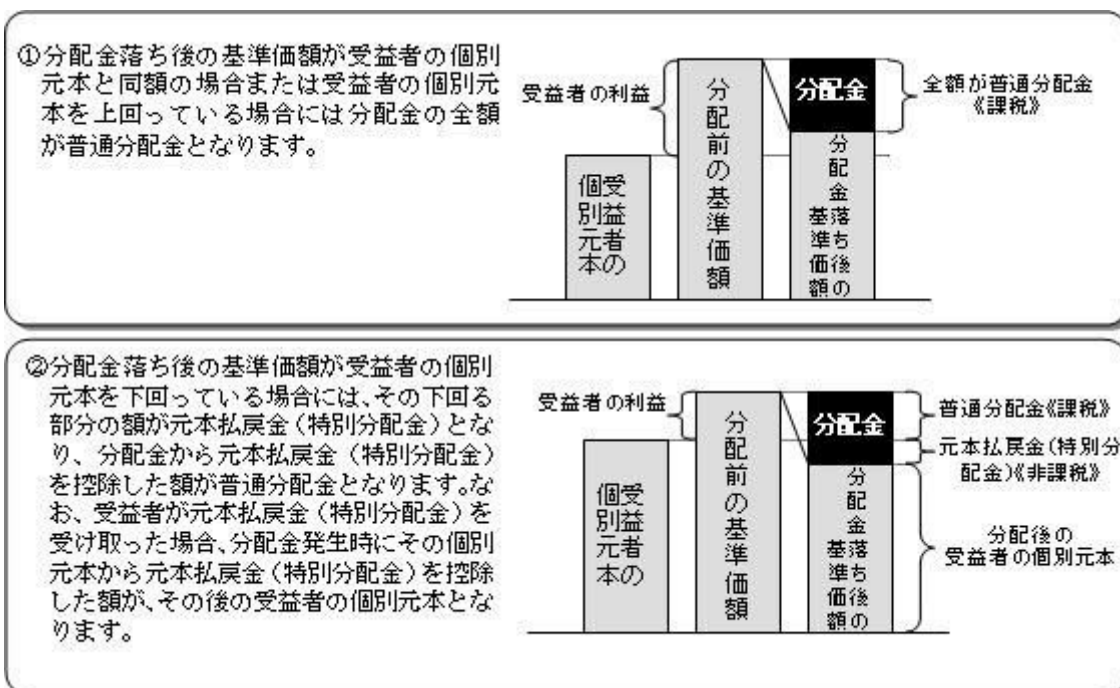 ①分配金落ち後の基準価額が受益者の個別
元本と同額の場合または受益者の個別元
本を上回っている場合には分配金の全額
が普通分配金となります。
受益者の利益
受益者の
個別元本
分配前の基準価額
分配金
分配金落ち後の
基準価額
全額が普通分配金
《課税》
②分配金落ち後の基準価額が受益者の個別
元本を下回っている場合には、その下回る
部分の額が元本払戻金(特別分配金)とな
り、分配金から元本払戻金(特別分配金)
を控除した額が普通分配金となります。な
お、受益者が元本払戻金(特別分配金)を
受け取った場合、分配金発生時にその個別
元本から元本払戻金(特別分配金)を控除
した額が、その後の受益者の個別元本とな
ります。
受益者の利益
受益者の
個別元本
分配前の基準価額
分配金
分配金落ち後の
基準価額
普通分配金《課税》
元本払戻金(特別分
配金)《非課税》
分配後の
受益者の個別元本